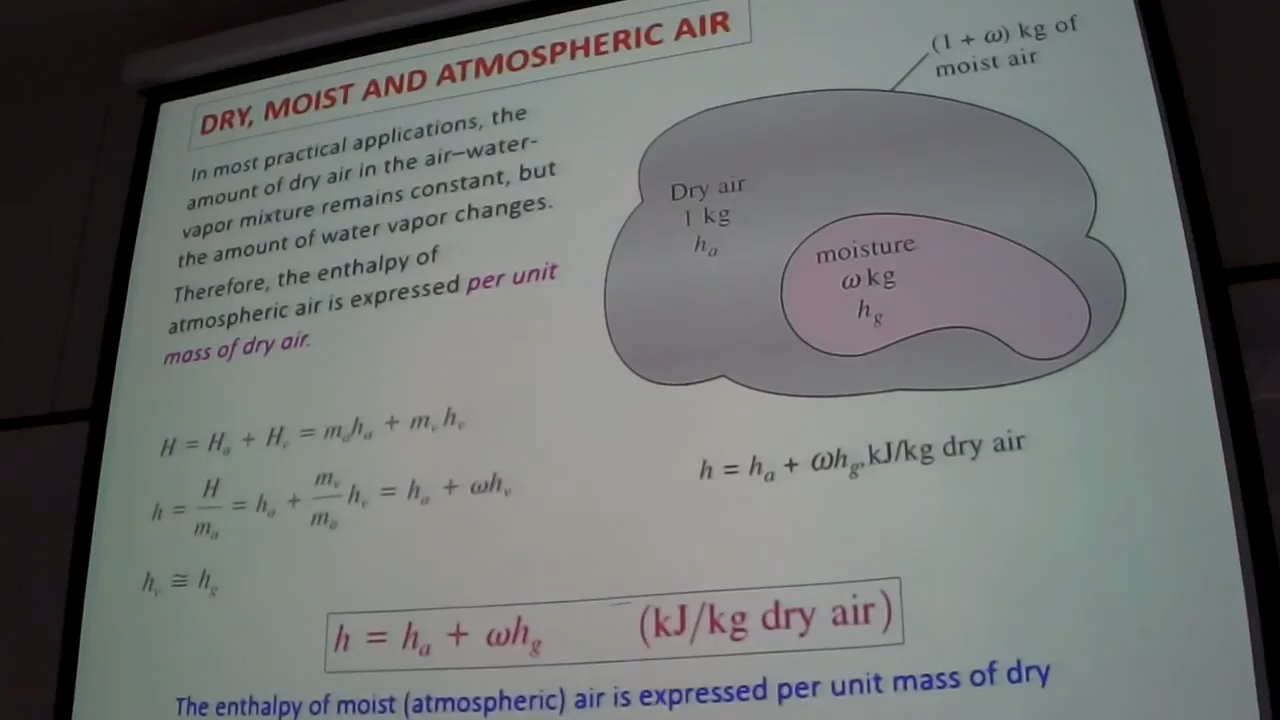 DRY, MOIST AND ATMOSPHERIC AIR
In most practical applications, the
amount of dry air in the air–water-
vapor mixture remains constant, but
the amount of water vapor changes.
Therefore, the enthalpy of
atmospheric air is expressed per unit
mass of dry air.
(1 + ω) kg of
moist air
Dry air
1 kg
hₐ
moisture
ω kg
h_g
H = Hₐ + Hᵥ = mₐhₐ + mᵥhᵥ
h = H/mₐ = hₐ + mᵥ/mₐ hᵥ = hₐ + ωhᵥ
hᵥ ≅ h_g
h = hₐ + ωh_g, kJ/kg dry air
h = hₐ + ωh_g (kJ/kg dry air)
The enthalpy of moist (atmospheric) air is expressed per unit mass of dry